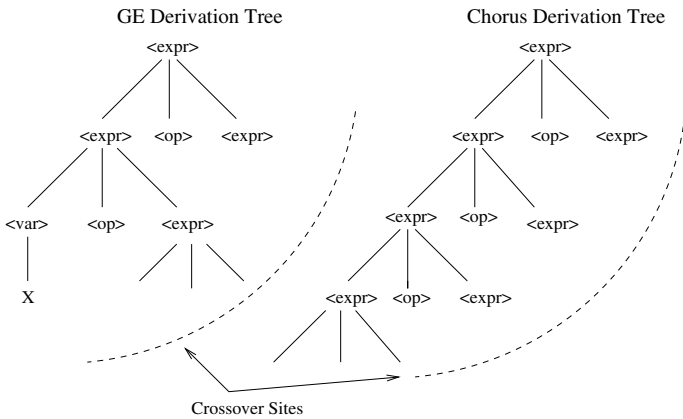 GE Derivation Tree
Chorus Derivation Tree
<expr>
<expr>
<expr> <op> <expr>
<expr> <op> <expr>
<var> <op> <expr>
<expr> <op> <expr>
X
<expr> <op> <expr>
Crossover Sites